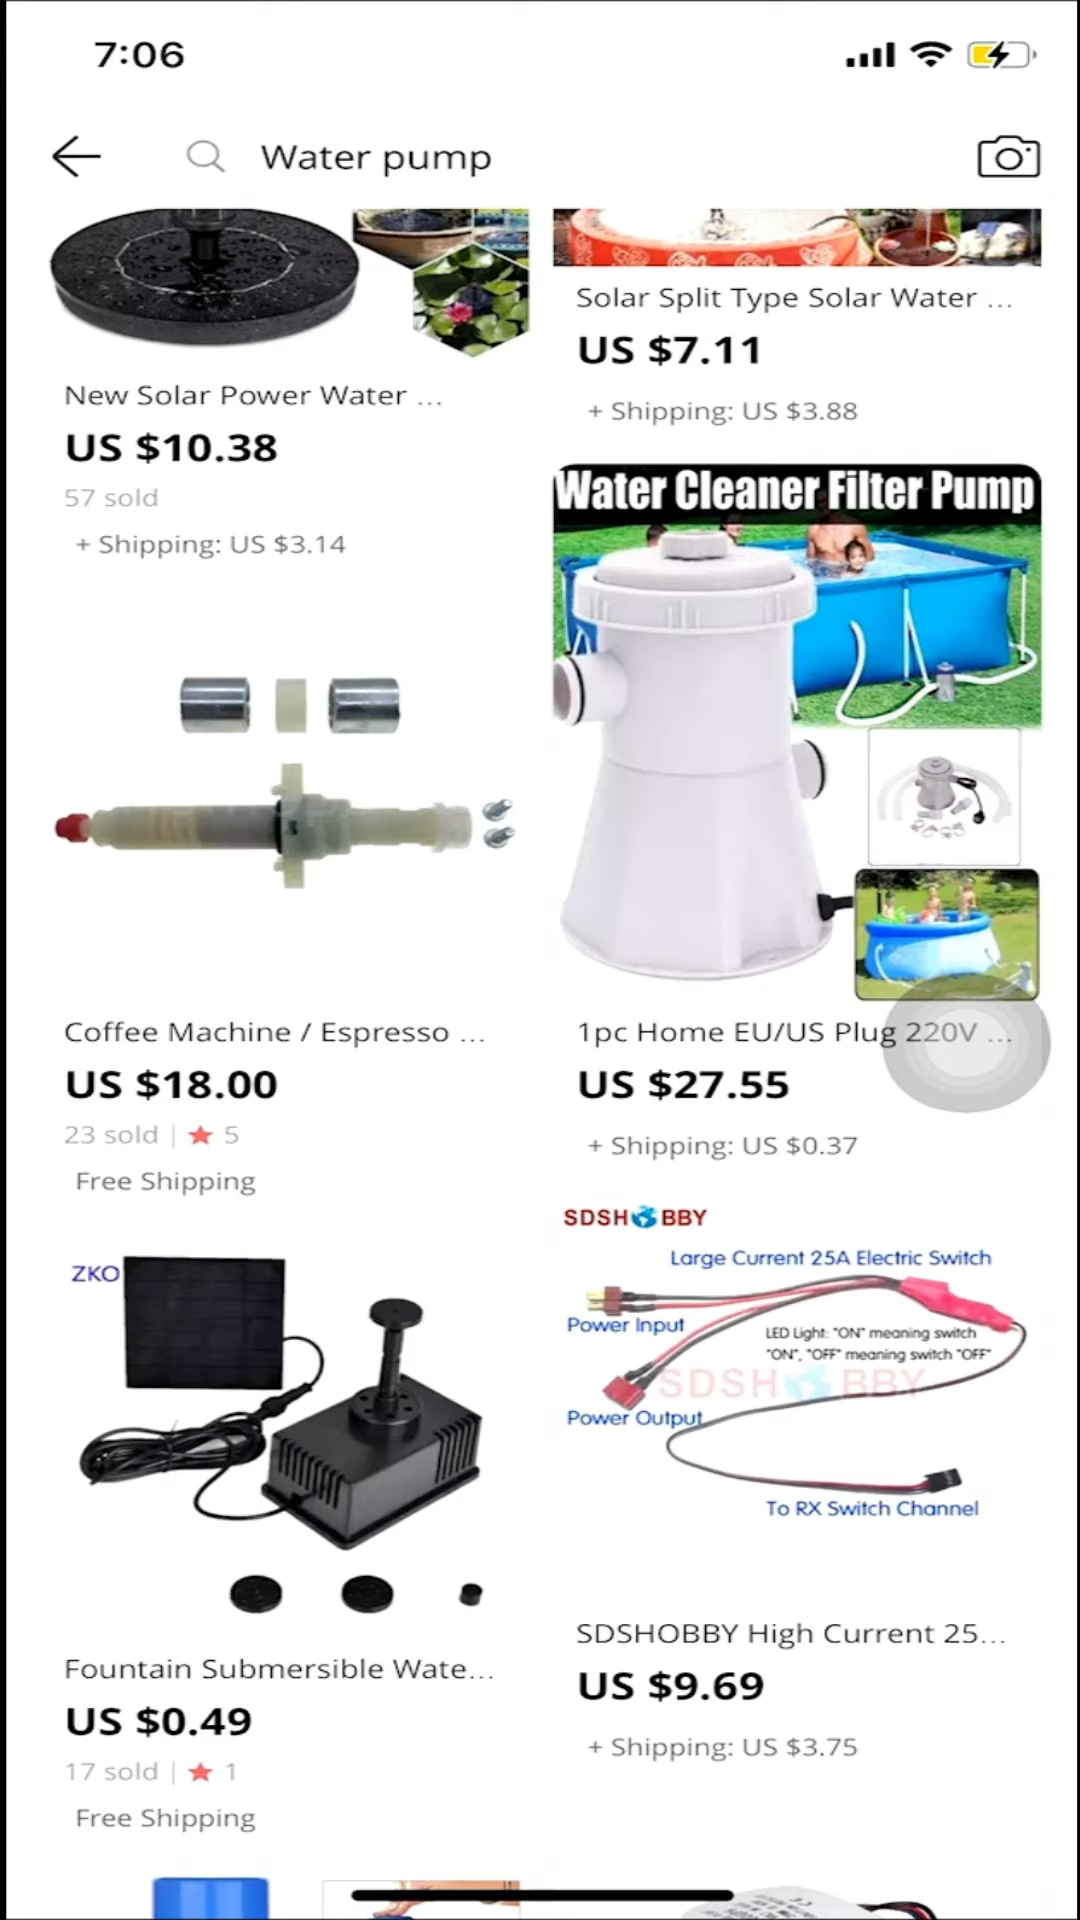 7:06
Water pump
New Solar Power Water ...
US $10.38
57 sold
+ Shipping: US $3.14
Solar Split Type Solar Water ...
US $7.11
+ Shipping: US $3.88
Water Cleaner Filter Pump
Coffee Machine / Espresso ...
US $18.00
23 sold | ★ 5
Free Shipping
1pc Home EU/US Plug 220V ...
US $27.55
+ Shipping: US $0.37
ZKO
Fountain Submersible Wate...
US $0.49
17 sold | ★ 1
Free Shipping
SDSHOBBY
Large Current 25A Electric Switch
Power Input
LED Light: "ON" meaning switch
"ON", "OFF" meaning switch "OFF"
SDSHOBBY
Power Output
To RX Switch Channel
SDSHOBBY High Current 25...
US $9.69
+ Shipping: US $3.75